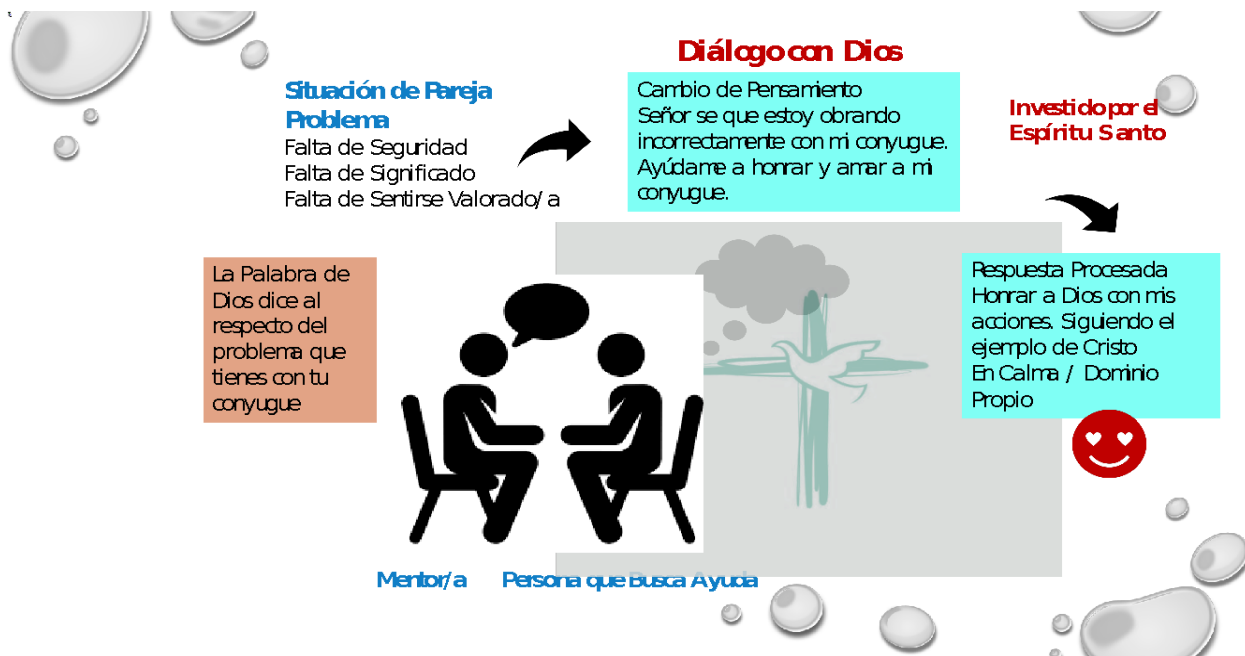 Diálogo con Dios
Situación de Pareja
Problema
Falta de Seguridad
Falta de Significado
Falta de Sentirse Valorado/a
Cambio de Pensamiento
Señor se que estoy obrando
incorrectamente con mi conyugue.
Ayúdame a honrar y amar a mi
conyugue.
Investido por el
Espíritu Santo
La Palabra de
Dios dice al
respecto del
problema que
tienes con tu
conyugue
Respuesta Procesada
Honrar a Dios con mis
acciones. Siguiendo el
ejemplo de Cristo
En Calma / Dominio
Propio
Mentor/a
Persona que Busca Ayuda